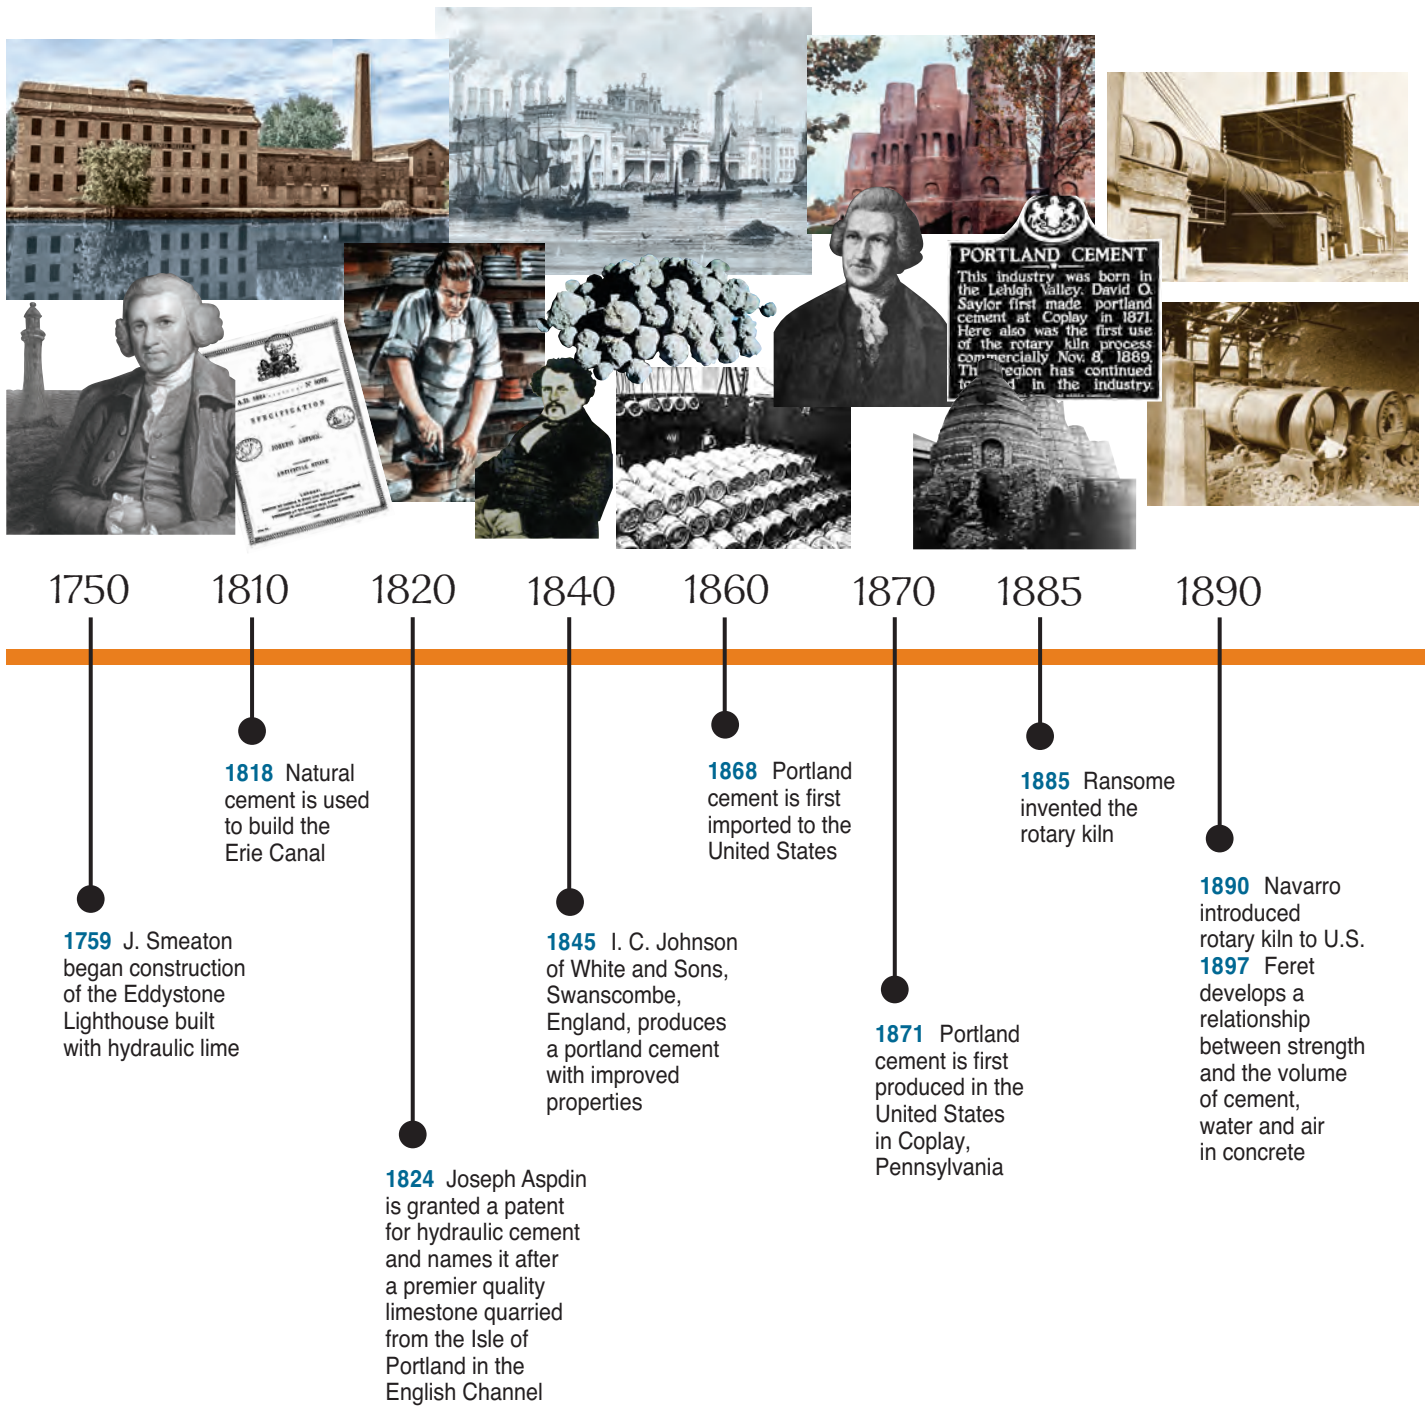 PORTLAND CEMENT
This industry was born in
the Lehigh Valley. David O.
Saylor first made portland
cement at Coplay in 1871.
Here also was the first use
of the rotary kiln process
commercially Nov. 8, 1889.
region has continued
in the industry.
SPECIFICATION
JOSEPH ASPDIN
ARTIFICIAL STONE
1750
1810
1820
1840
1860
1870
1885
1890
1818 Natural
cement is used
to build the
Erie Canal
1868 Portland
cement is first
imported to the
United States
1885 Ransome
invented the
rotary kiln
1890 Navarro
introduced
rotary kiln to U.S.
1897 Feret
develops a
relationship
between strength
and the volume
of cement,
water and air
in concrete
1759 J. Smeaton
began construction
of the Eddystone
Lighthouse built
with hydraulic lime
1845 I. C. Johnson
of White and Sons,
Swanscombe,
England, produces
a portland cement
with improved
properties
1871 Portland
cement is first
produced in the
United States
in Coplay,
Pennsylvania
1824 Joseph Aspdin
is granted a patent
for hydraulic cement
and names it after
a premier quality
limestone quarried
from the Isle of
Portland in the
English Channel